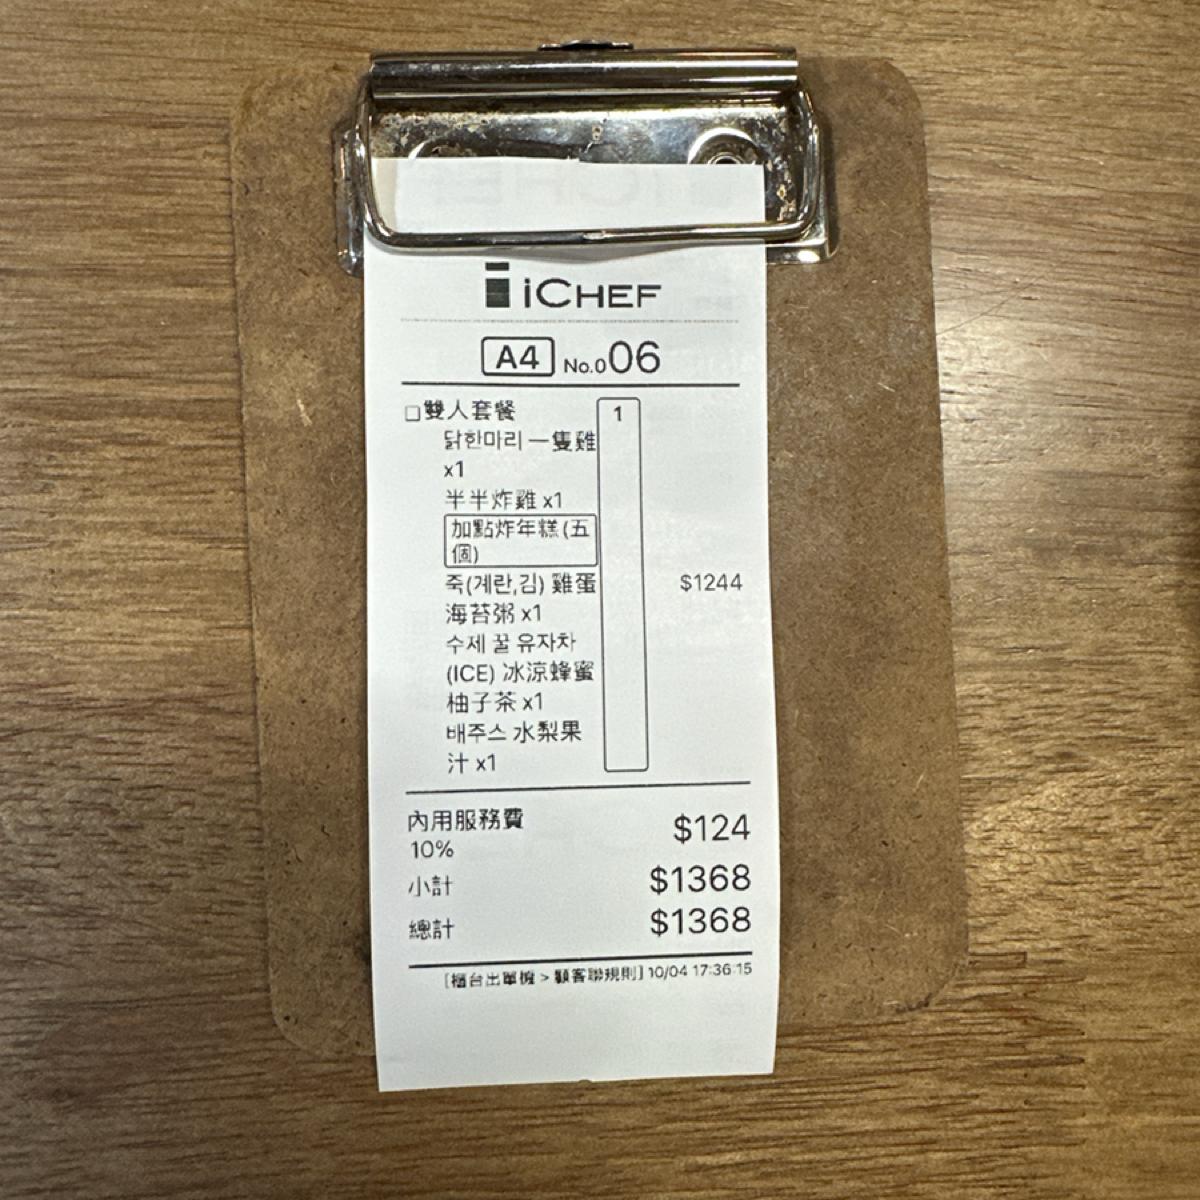 iCHEF
A4 No.006
□雙人套餐 1
닭한마리 一隻雞
x1
半半炸雞 x1
加點炸年糕(五
個)
죽(계란,김) 雞蛋 $1244
海苔粥 x1
수제 꿀 유자차
(ICE) 冰涼蜂蜜
柚子茶 x1
배주스 水梨果
汁 x1
內用服務費 $124
10%
小計 $1368
總計 $1368
[櫃台出單機 > 顧客聯規則] 10/04 17:36:15